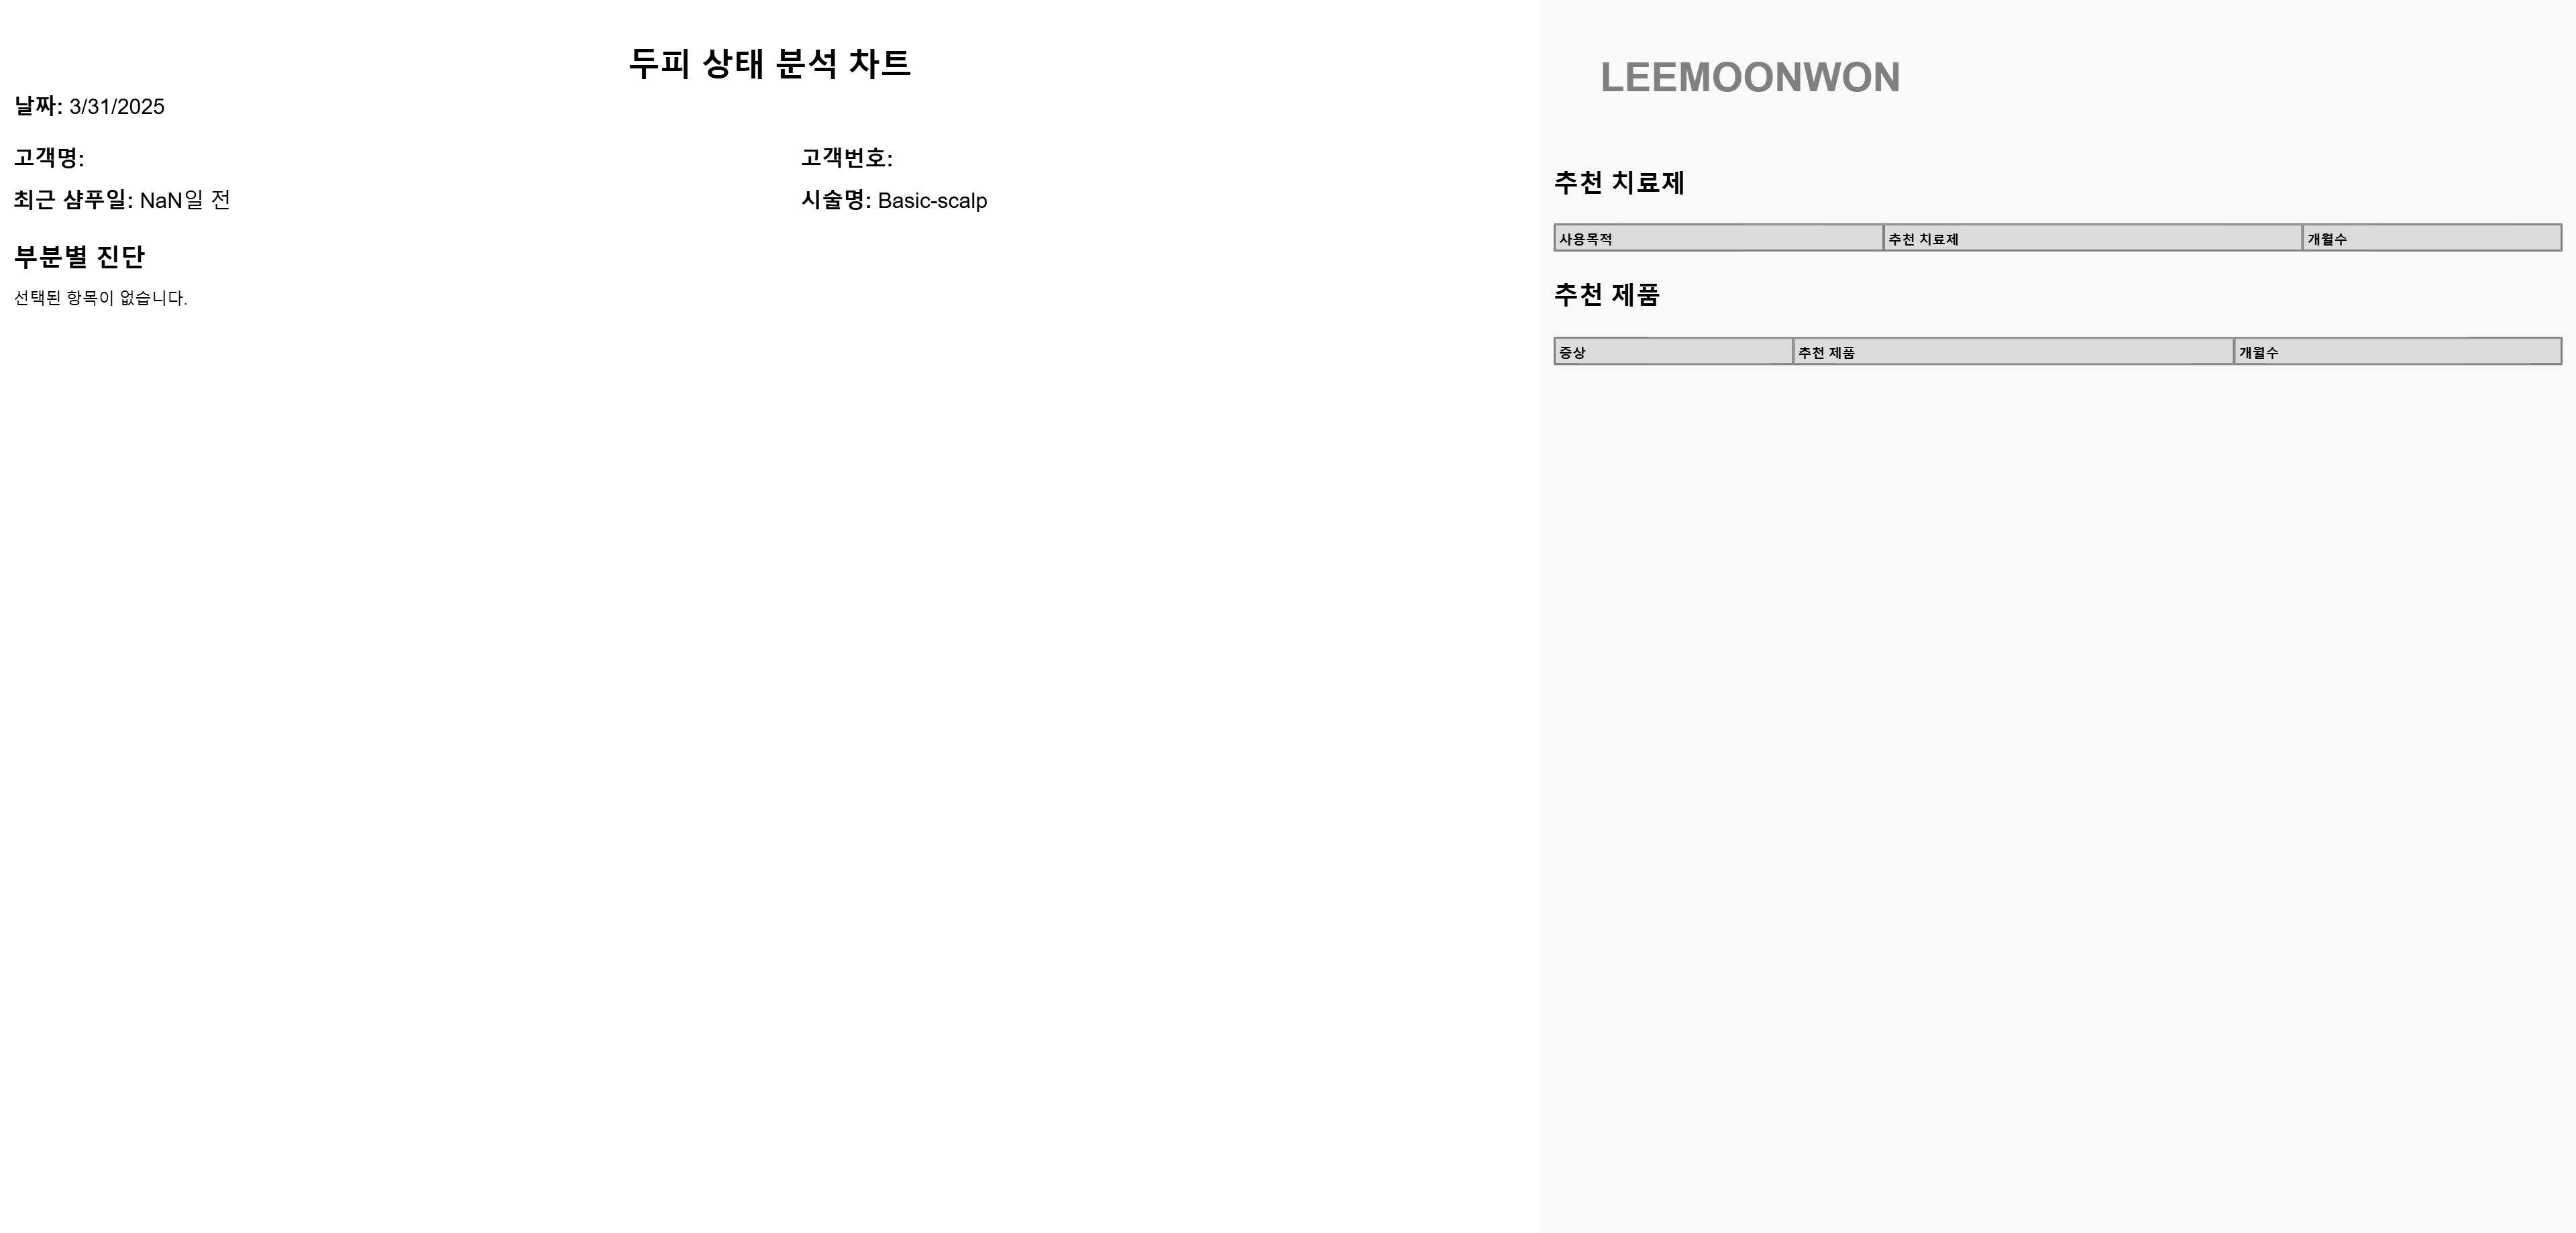 두피 상태 분석 차트
날짜: 3/31/2025
고객명:
고객번호:
최근 샴푸일: NaN일 전
시술명: Basic-scalp
부분별 진단
선택된 항목이 없습니다.
LEEMOONWON
추천 치료제
사용목적 추천 치료제 개월수
추천 제품
증상 추천 제품 개월수